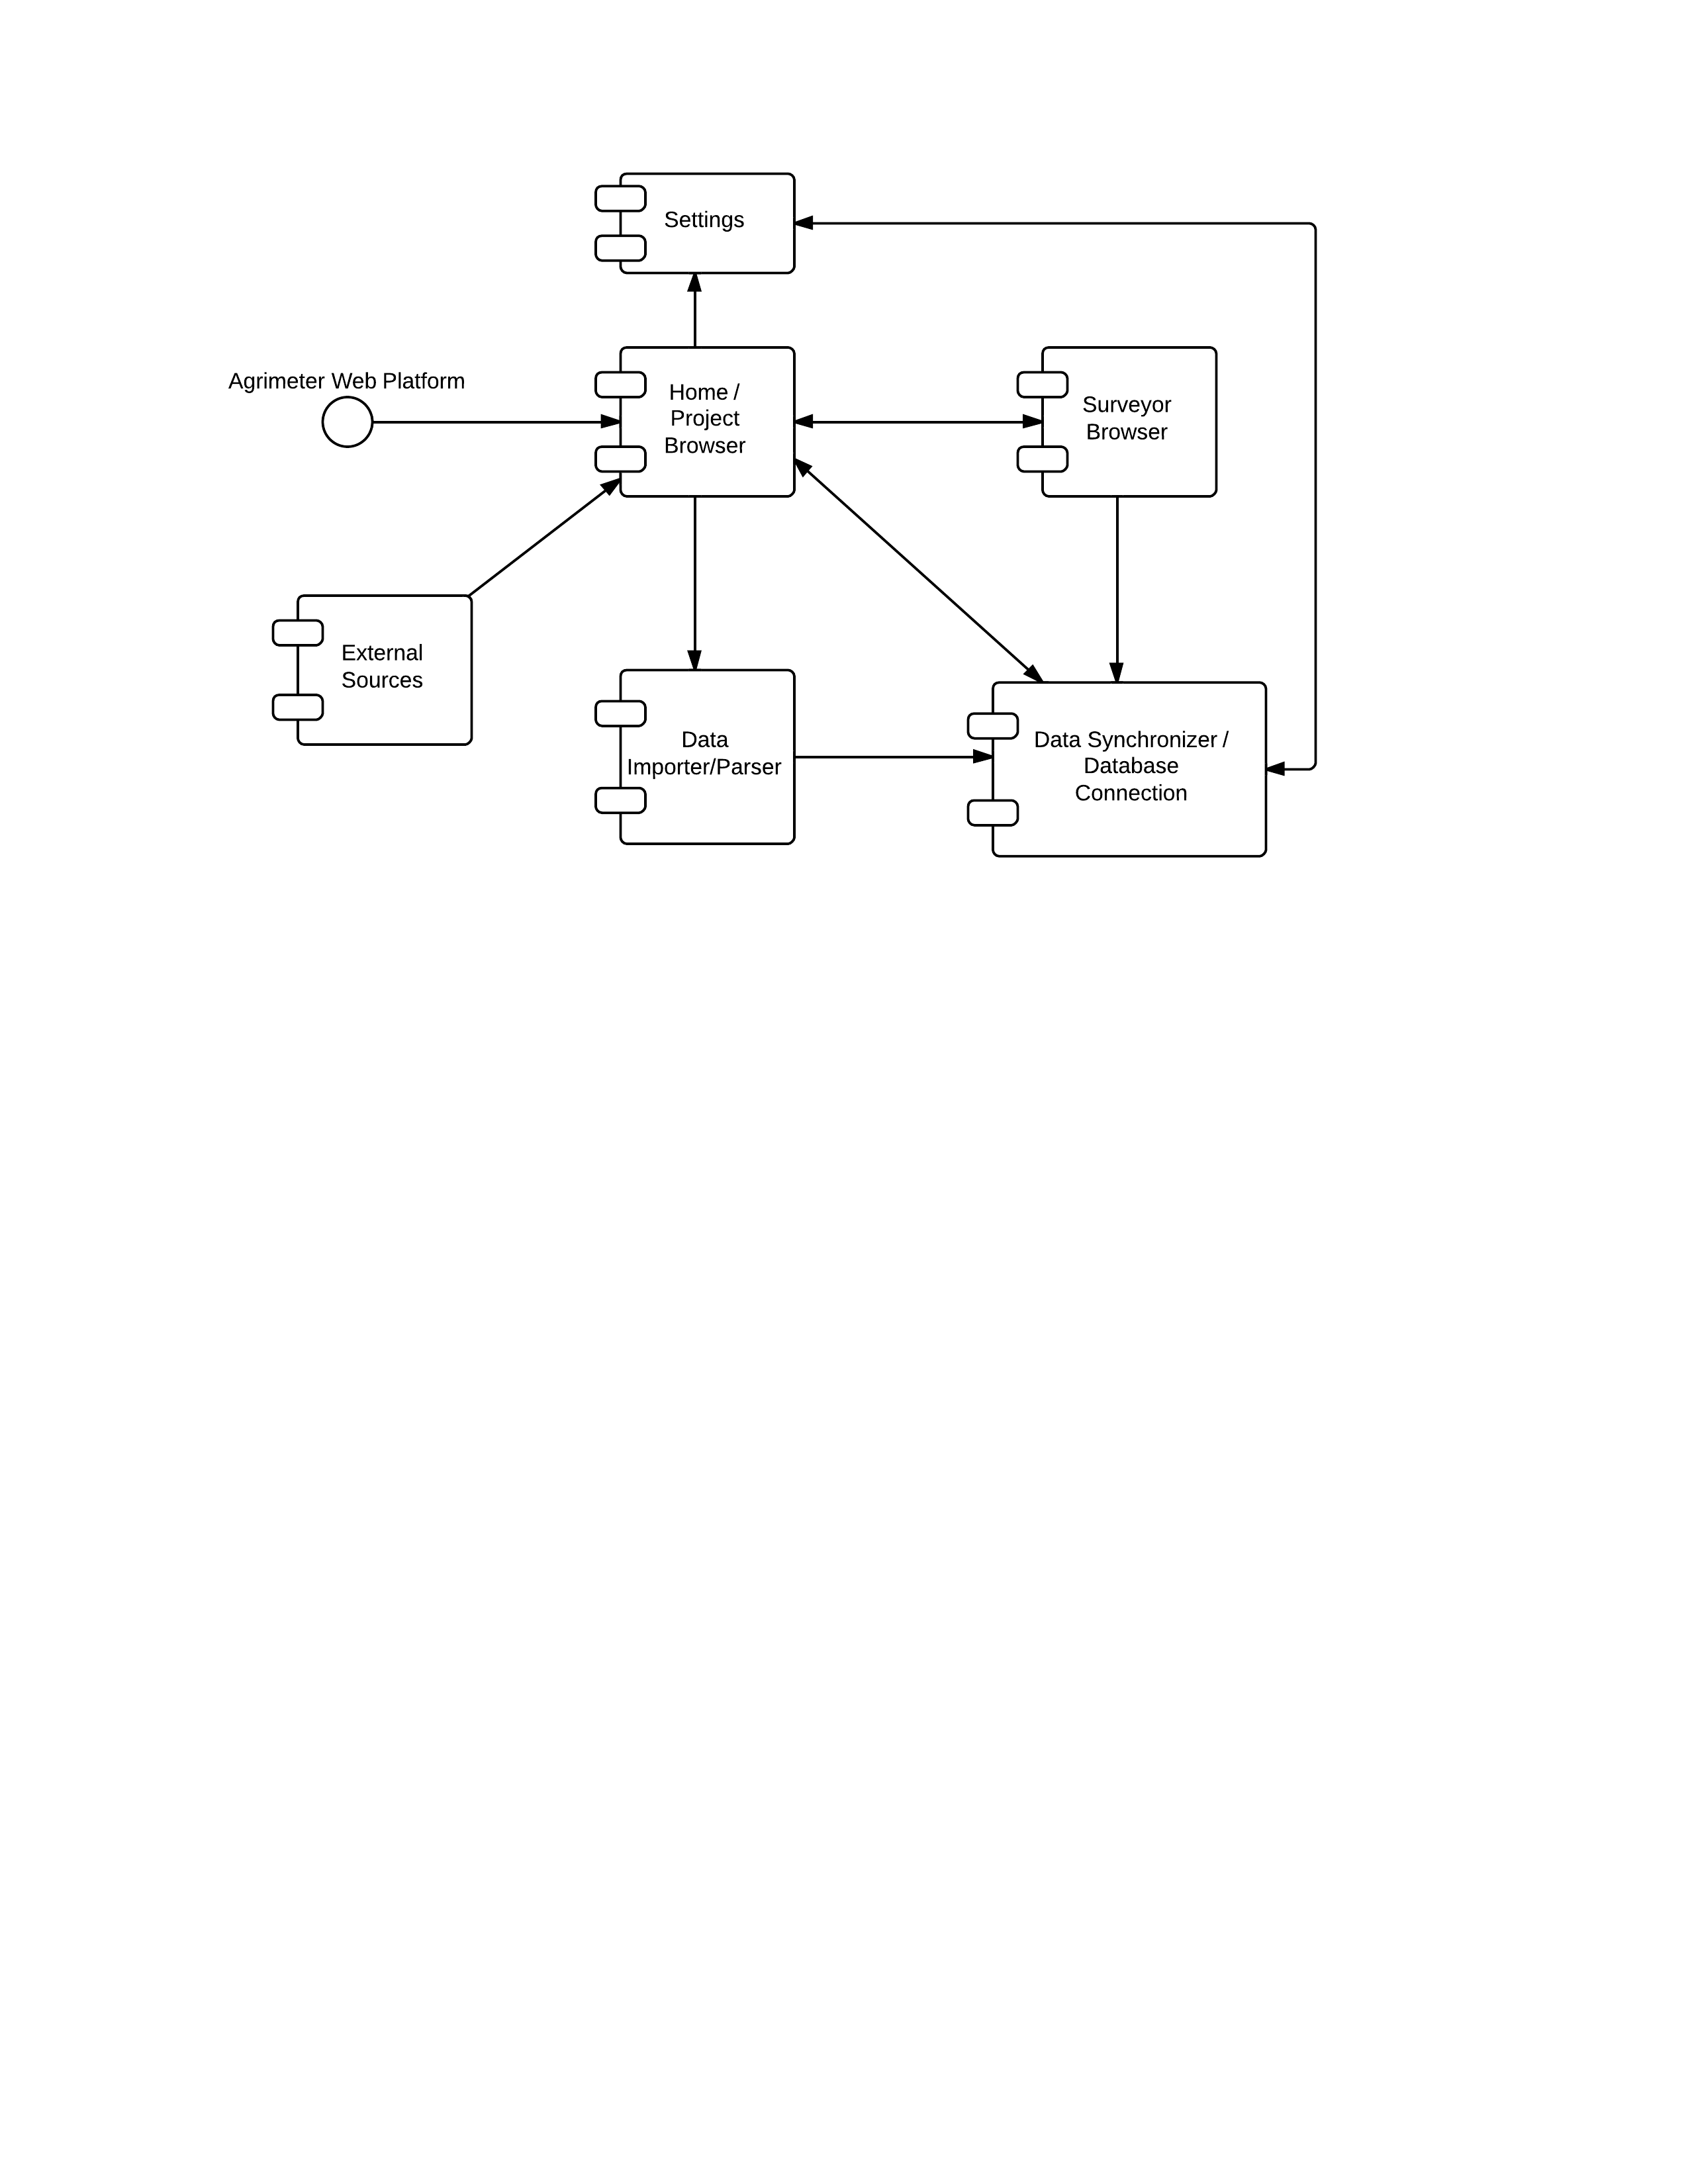 Settings
Agrimeter Web Platform
Home /
Project
Browser
Surveyor
Browser
External
Sources
Data
Importer/Parser
Data Synchronizer /
Database
Connection